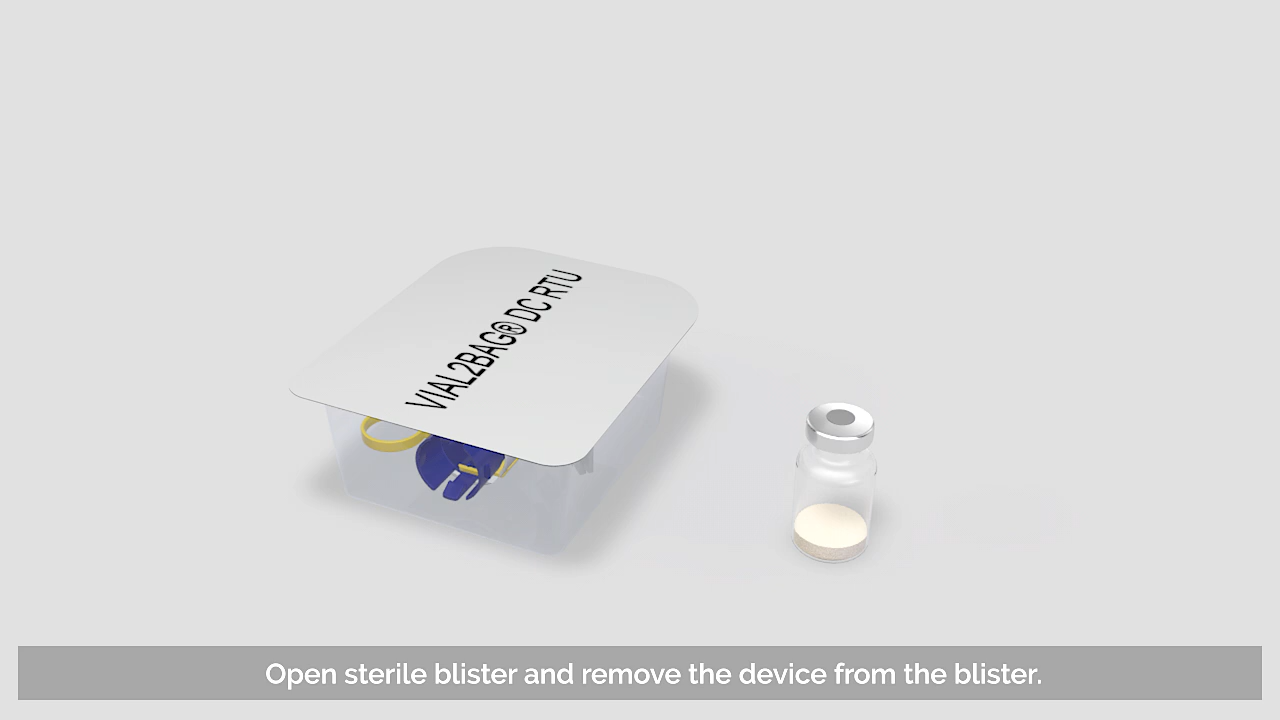 VIAL2BAG® DC RTU
Open sterile blister and remove the device from the blister.